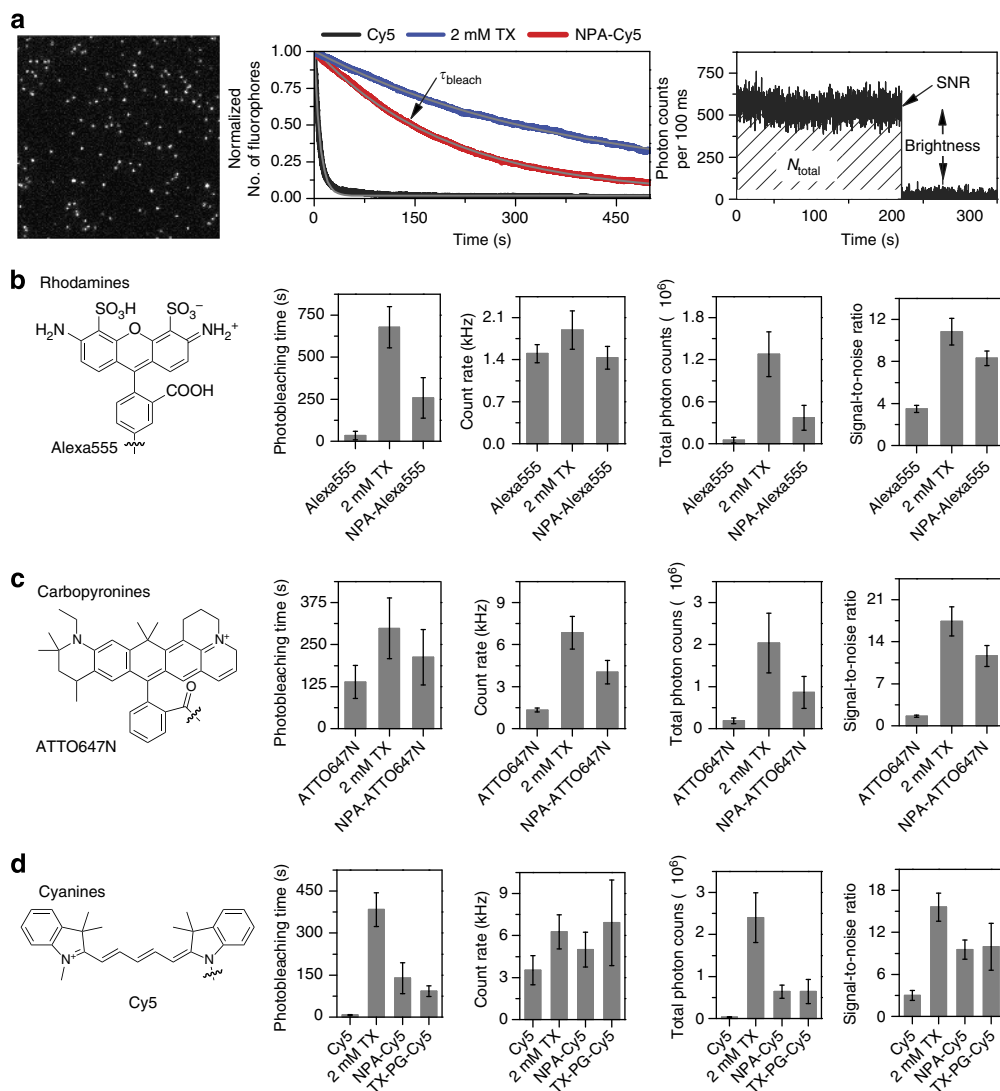 a
Cy5 2 mM TX NPA-Cy5
Normalized
No. of fluorophores
1.00
0.75
0.50
0.25
0.00
τbleach
0 150 300 450
Time (s)
Photon counts
per 100 ms
750
500
250
0
SNR
Brightness
Ntotal
0 100 200 300
Time (s)
b
Rhodamines
SO3H SO3−
H2N O NH2+
COOH
Alexa555
Photobleaching time (s)
750
500
250
0
Alexa555
2 mM TX
NPA-Alexa555
Count rate (kHz)
2.1
1.4
0.7
0.0
Alexa555
2 mM TX
NPA-Alexa555
Total photon counts ( 10⁶)
1.8
1.2
0.6
0.0
Alexa555
2 mM TX
NPA-Alexa555
Signal-to-noise ratio
12
8
4
0
Alexa555
2 mM TX
NPA-Alexa555
c
Carbopyronines
N N+
O
ATTO647N
Photobleaching time (s)
375
250
125
0
ATTO647N
2 mM TX
NPA-ATTO647N
Count rate (kHz)
9
6
3
0
ATTO647N
2 mM TX
NPA-ATTO647N
Total photon couns ( 10⁶)
3
2
1
0
ATTO647N
2 mM TX
NPA-ATTO647N
Signal-to-noise ratio
21
14
7
0
ATTO647N
2 mM TX
NPA-ATTO647N
d
Cyanines
N+ N
Cy5
Photobleaching time (s)
450
300
150
0
Cy5
2 mM TX
NPA-Cy5
TX-PG-Cy5
Count rate (kHz)
9
6
3
0
Cy5
2 mM TX
NPA-Cy5
TX-PG-Cy5
Total photon couns ( 10⁶)
3
2
1
0
Cy5
2 mM TX
NPA-Cy5
TX-PG-Cy5
Signal-to-noise ratio
18
12
6
0
Cy5
2 mM TX
NPA-Cy5
TX-PG-Cy5